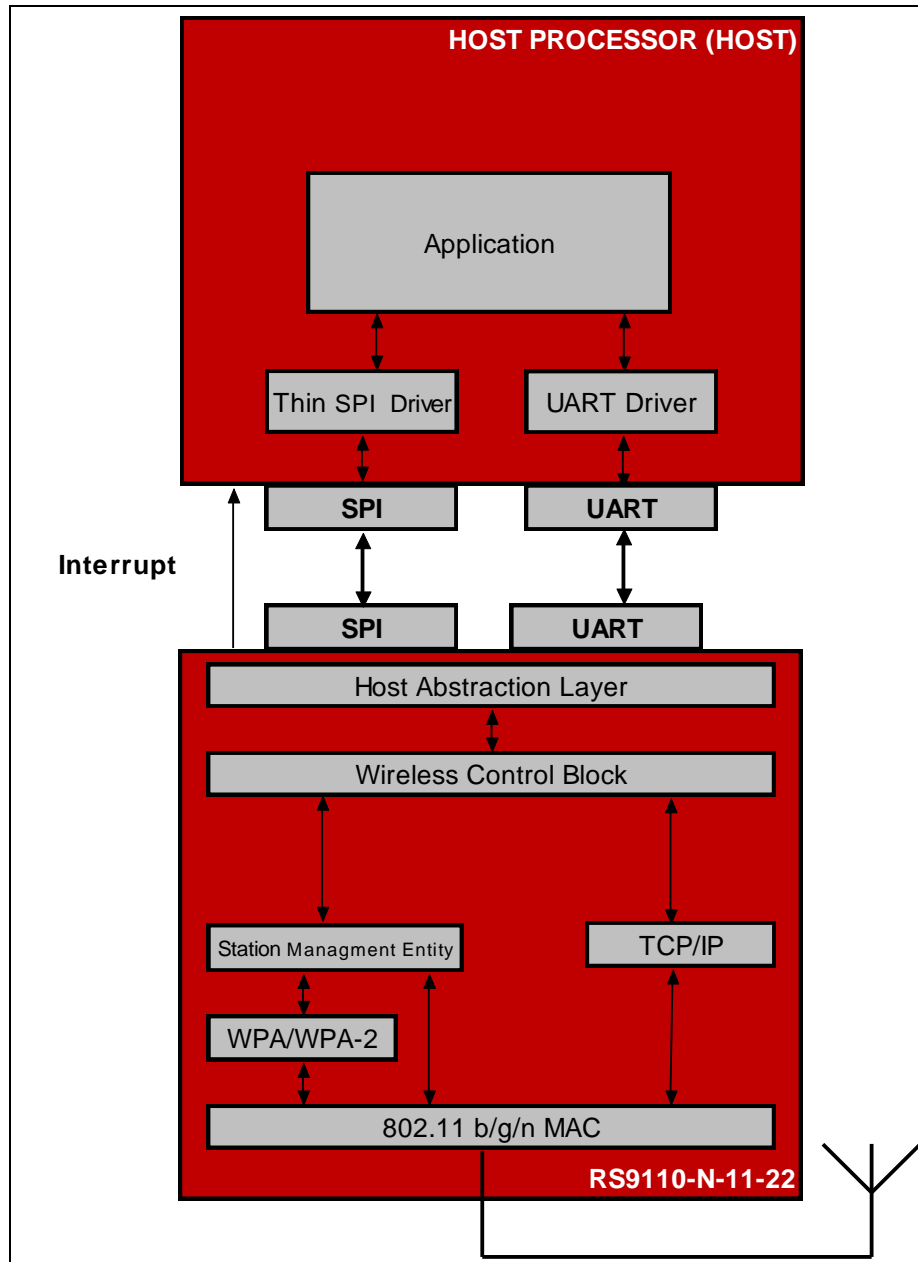 HOST PROCESSOR (HOST)
Application
Thin SPI Driver
UART Driver
SPI
UART
Interrupt
SPI
UART
Host Abstraction Layer
Wireless Control Block
Station Managment Entity
TCP/IP
WPA/WPA-2
802.11 b/g/n MAC
RS9110-N-11-22